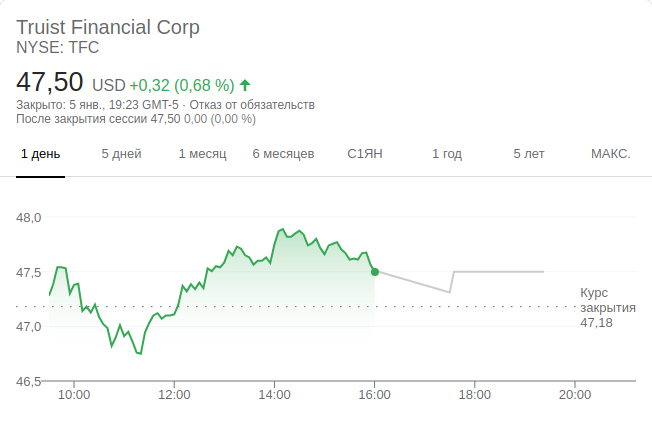 Truist Financial Corp
NYSE: TFC
47,50 USD +0,32 (0,68 %)
Закрыто: 5 янв., 19:23 GMT-5 · Отказ от обязательств
После закрытия сессии 47,50 0,00 (0,00 %)
1 день 5 дней 1 месяц 6 месяцев С1ЯН 1 год 5 лет МАКС.
48,0
47,5
Курс
закрытия
47,18
47,0
46,5
10:00 12:00 14:00 16:00 18:00 20:00